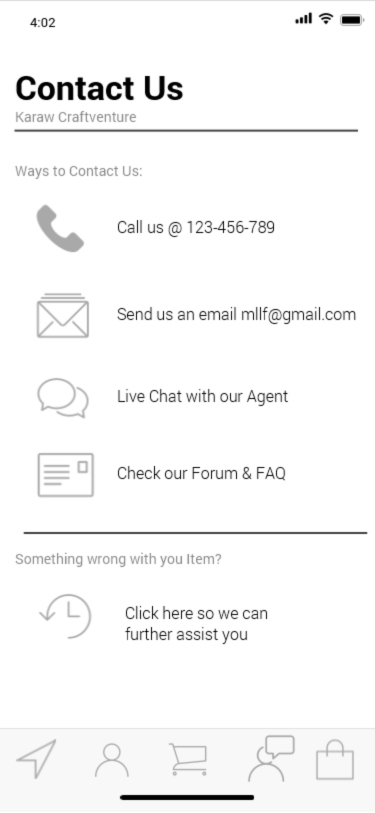 4:02
Contact Us
Karaw Craftventure
Ways to Contact Us:
Call us @ 123-456-789
Send us an email mllf@gmail.com
Live Chat with our Agent
Check our Forum & FAQ
Something wrong with you Item?
Click here so we can
further assist you